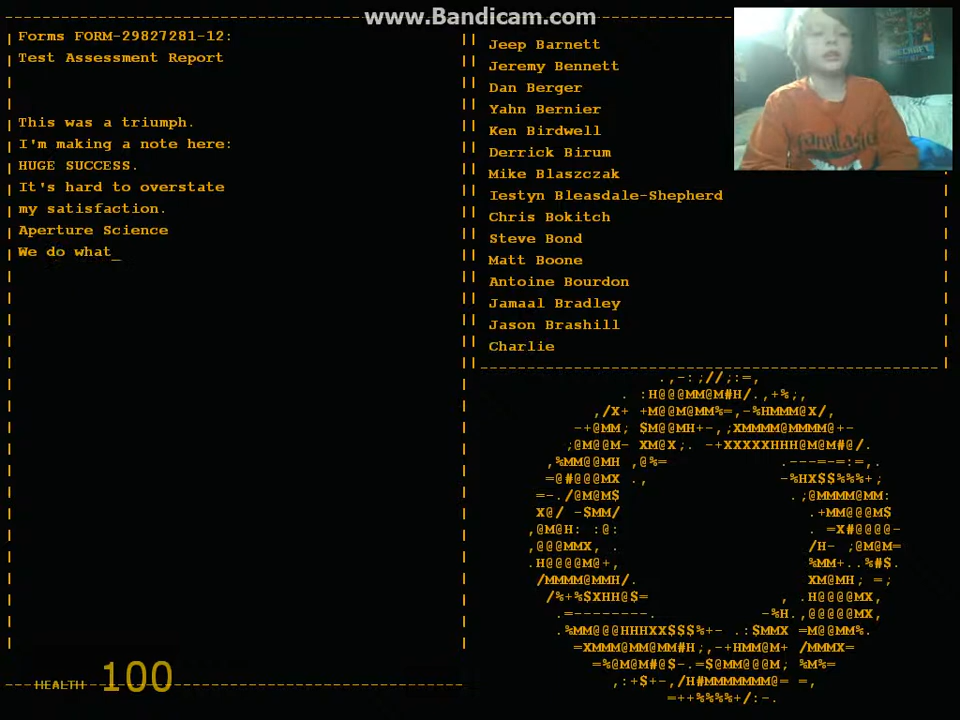 www.Bandicam.com
Forms FORM-29827281-12:
Test Assessment Report
This was a triumph.
I'm making a note here:
HUGE SUCCESS.
It's hard to overstate
my satisfaction.
Aperture Science
We do what_
Jeep Barnett
Jeremy Bennett
Dan Berger
Yahn Bernier
Ken Birdwell
Derrick Birum
Mike Blaszczak
Iestyn Bleasdale-Shepherd
Chris Bokitch
Steve Bond
Matt Boone
Antoine Bourdon
Jamaal Bradley
Jason Brashill
Charlie
HEALTH 100